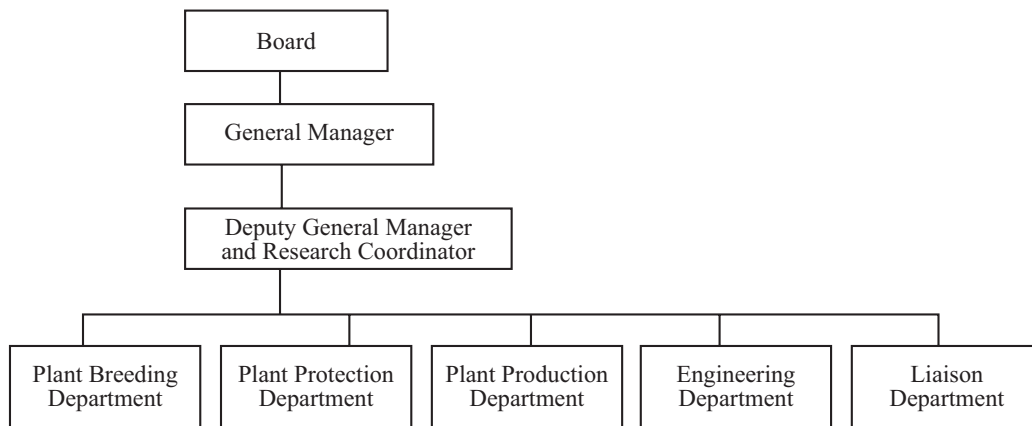 Board
General Manager
Deputy General Manager
and Research Coordinator
Plant Breeding
Department
Plant Protection
Department
Plant Production
Department
Engineering
Department
Liaison
Department